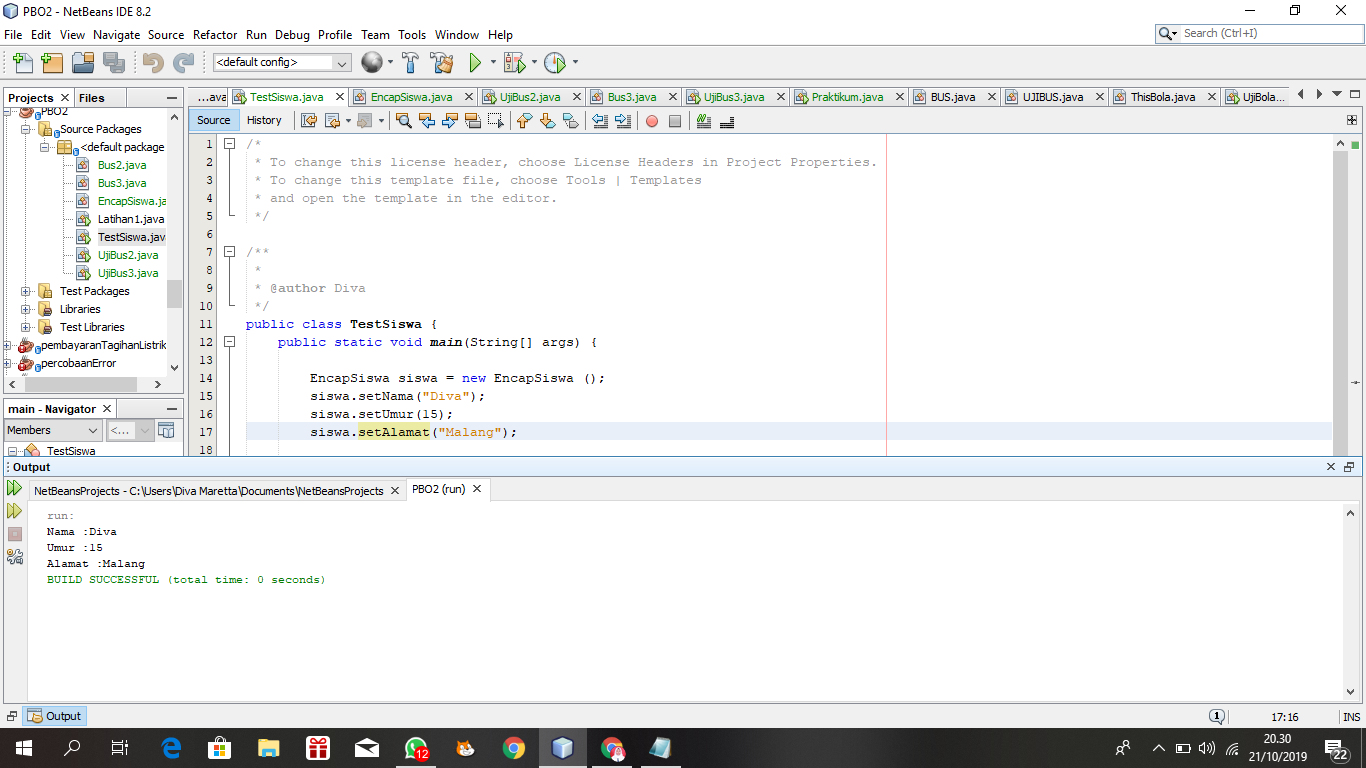 PBO2 - NetBeans IDE 8.2
File Edit View Navigate Source Refactor Run Debug Profile Team Tools Window Help
Search (Ctrl+I)
<default config>
Projects Files
...ava TestSiswa.java EncapSiswa.java UjiBus2.java Bus3.java UjiBus3.java Praktikum.java BUS.java UJIBUS.java ThisBola.java UjiBola...
Source History
PBO2
Source Packages
<default package
Bus2.java
Bus3.java
EncapSiswa.ja
Latihan1.java
TestSiswa.jav
UjiBus2.java
UjiBus3.java
Test Packages
Libraries
Test Libraries
pembayaranTagihanListrik
percobaanError
main - Navigator
Members <...
TestSiswa
1 /*
2 * To change this license header, choose License Headers in Project Properties.
3 * To change this template file, choose Tools | Templates
4 * and open the template in the editor.
5 */
6
7 /**
8 *
9 * @author Diva
10 */
11 public class TestSiswa {
12 public static void main(String[] args) {
13
14 EncapSiswa siswa = new EncapSiswa ();
15 siswa.setNama("Diva");
16 siswa.setUmur(15);
17 siswa.setAlamat("Malang");
18
Output
NetBeansProjects - C:\Users\Diva Maretta\Documents\NetBeansProjects PBO2 (run)
run:
Nama :Diva
Umur :15
Alamat :Malang
BUILD SUCCESSFUL (total time: 0 seconds)
Output
1 17:16 INS
12
20.30
21/10/2019
22